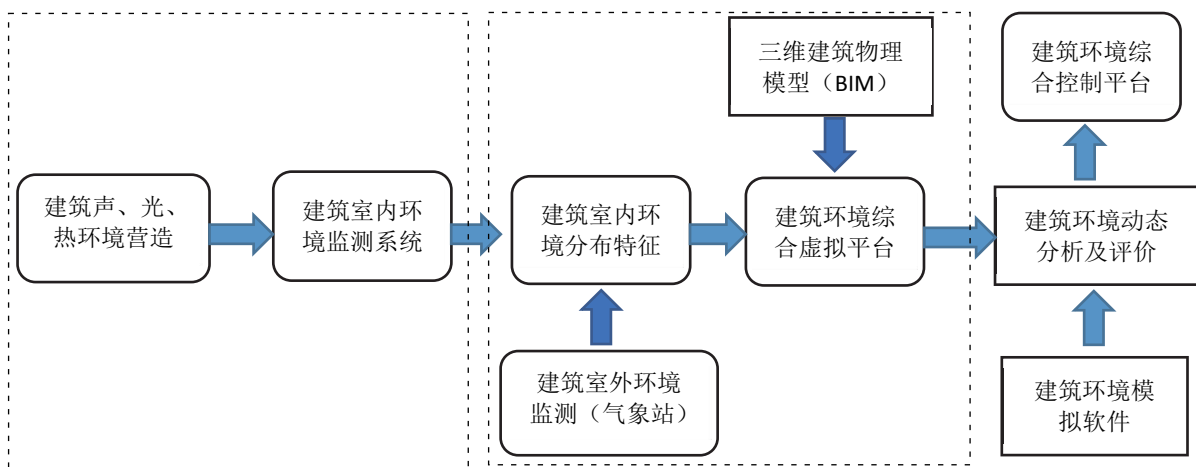 三维建筑物理
模型（BIM）
建筑环境综
合控制平台
建筑声、光、
热环境营造
建筑室内环
境监测系统
建筑室内环
境分布特征
建筑环境综
合虚拟平台
建筑环境动态
分析及评价
建筑室外环境
监测（气象站）
建筑环境模
拟软件